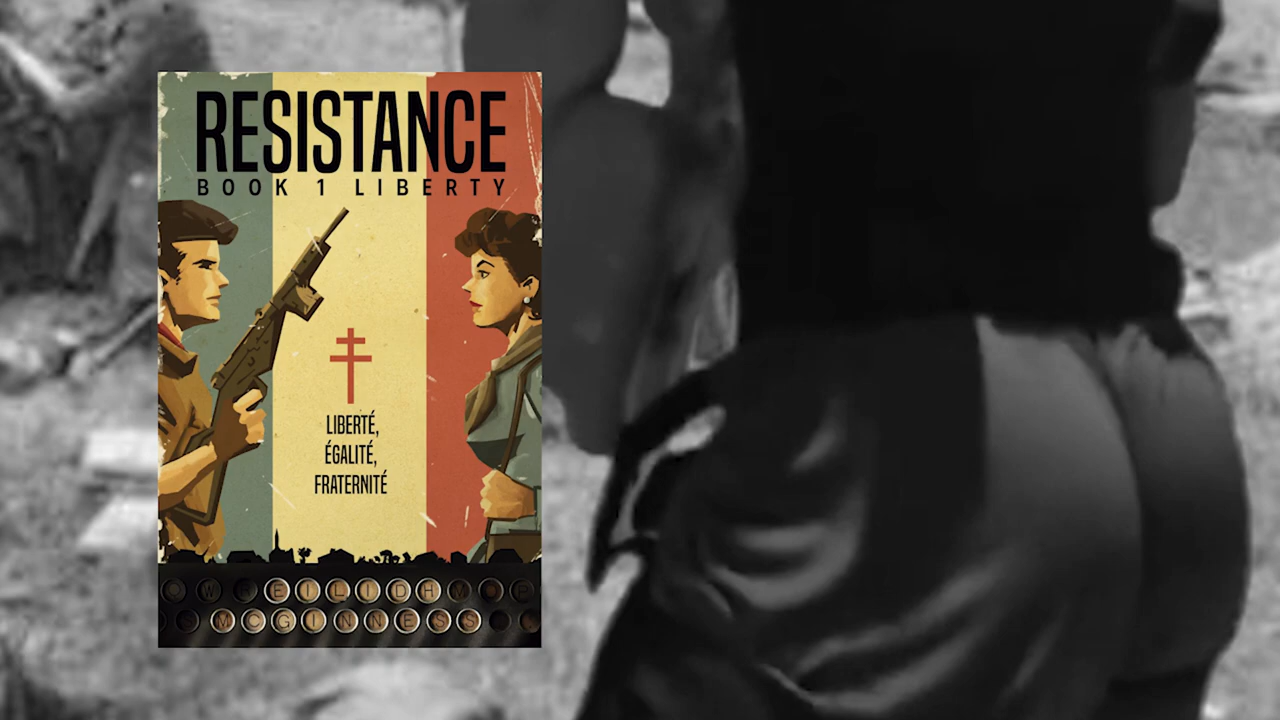 RESISTANCE
BOOK 1 LIBERTY
LIBERTÉ,
ÉGALITÉ,
FRATERNITÉ
EILIDH
MCGINNESS